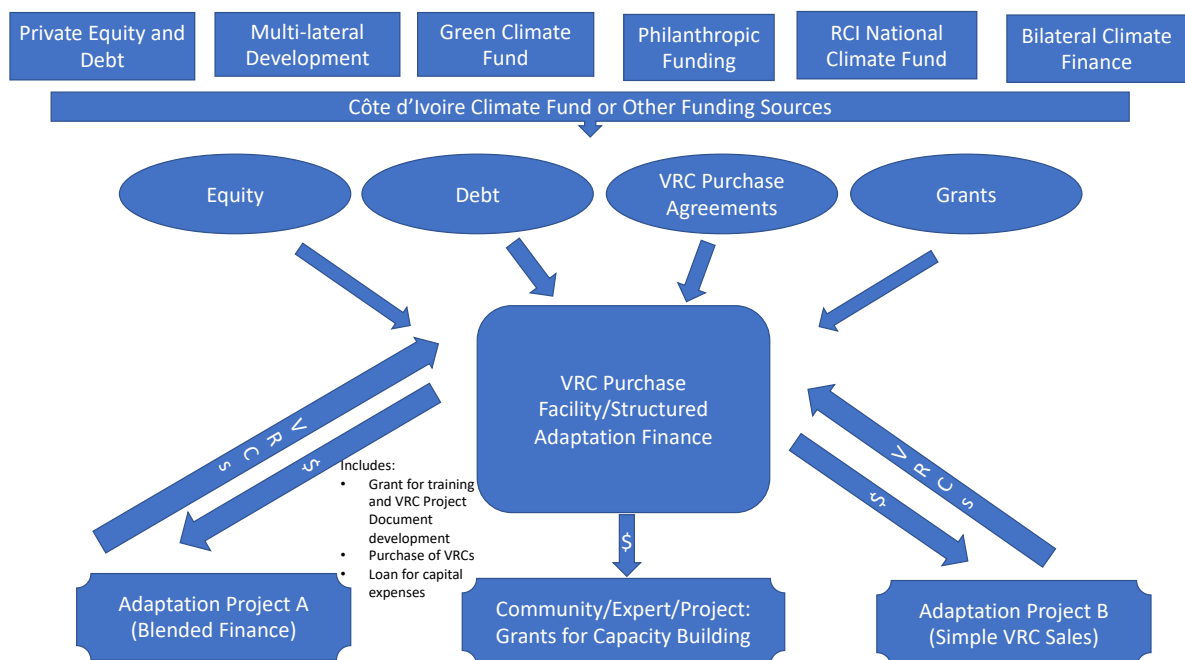 Private Equity and
Debt
Multi-lateral
Development
Green Climate
Fund
Philanthropic
Funding
RCI National
Climate Fund
Bilateral Climate
Finance
Côte d'Ivoire Climate Fund or Other Funding Sources
Equity
Debt
VRC Purchase
Agreements
Grants
VRC Purchase
Facility/Structured
Adaptation Finance
VRCs
$
Includes:
• Grant for training
and VRC Project
Document
development
• Purchase of VRCs
• Loan for capital
expenses
$
$
VRCs
Adaptation Project A
(Blended Finance)
Community/Expert/Project:
Grants for Capacity Building
Adaptation Project B
(Simple VRC Sales)